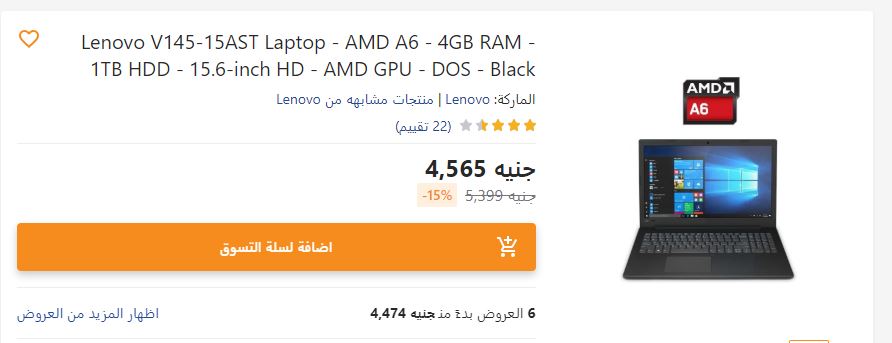 Lenovo V145-15AST Laptop - AMD A6 - 4GB RAM -
1TB HDD - 15.6-inch HD - AMD GPU - DOS - Black
الماركة: Lenovo | منتجات مشابهه من Lenovo
(22 تقييم)
جنيه 4,565
جنيه 5,399 -15%
اضافة لسلة التسوق
6 العروض بدءً من جنيه 4,474
اظهار المزيد من العروض
AMD
A6